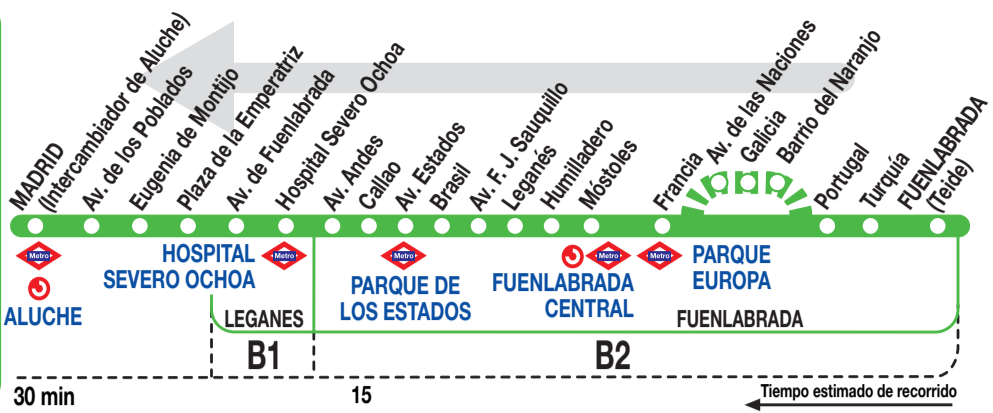 MADRID
(Intercambiador de Aluche)
Av. de los Poblados
Eugenia de Montijo
Plaza de la Emperatriz
Av. de Fuenlabrada
Hospital Severo Ochoa
Av. Andes
Callao
Av. Estados
Brasil
Av. F. J. Sauquillo
Leganés
Humilladero
Móstoles
Francia
Av. de las Naciones
Galicia
Barrio del Naranjo
Portugal
Turquía
FUENLABRADA
(Teide)
Metro
ALUCHE
HOSPITAL
SEVERO OCHOA
Metro
Metro
PARQUE DE
LOS ESTADOS
FUENLABRADA
CENTRAL
Metro
Metro
PARQUE
EUROPA
LEGANES
FUENLABRADA
B1
B2
30 min
15
Tiempo estimado de recorrido